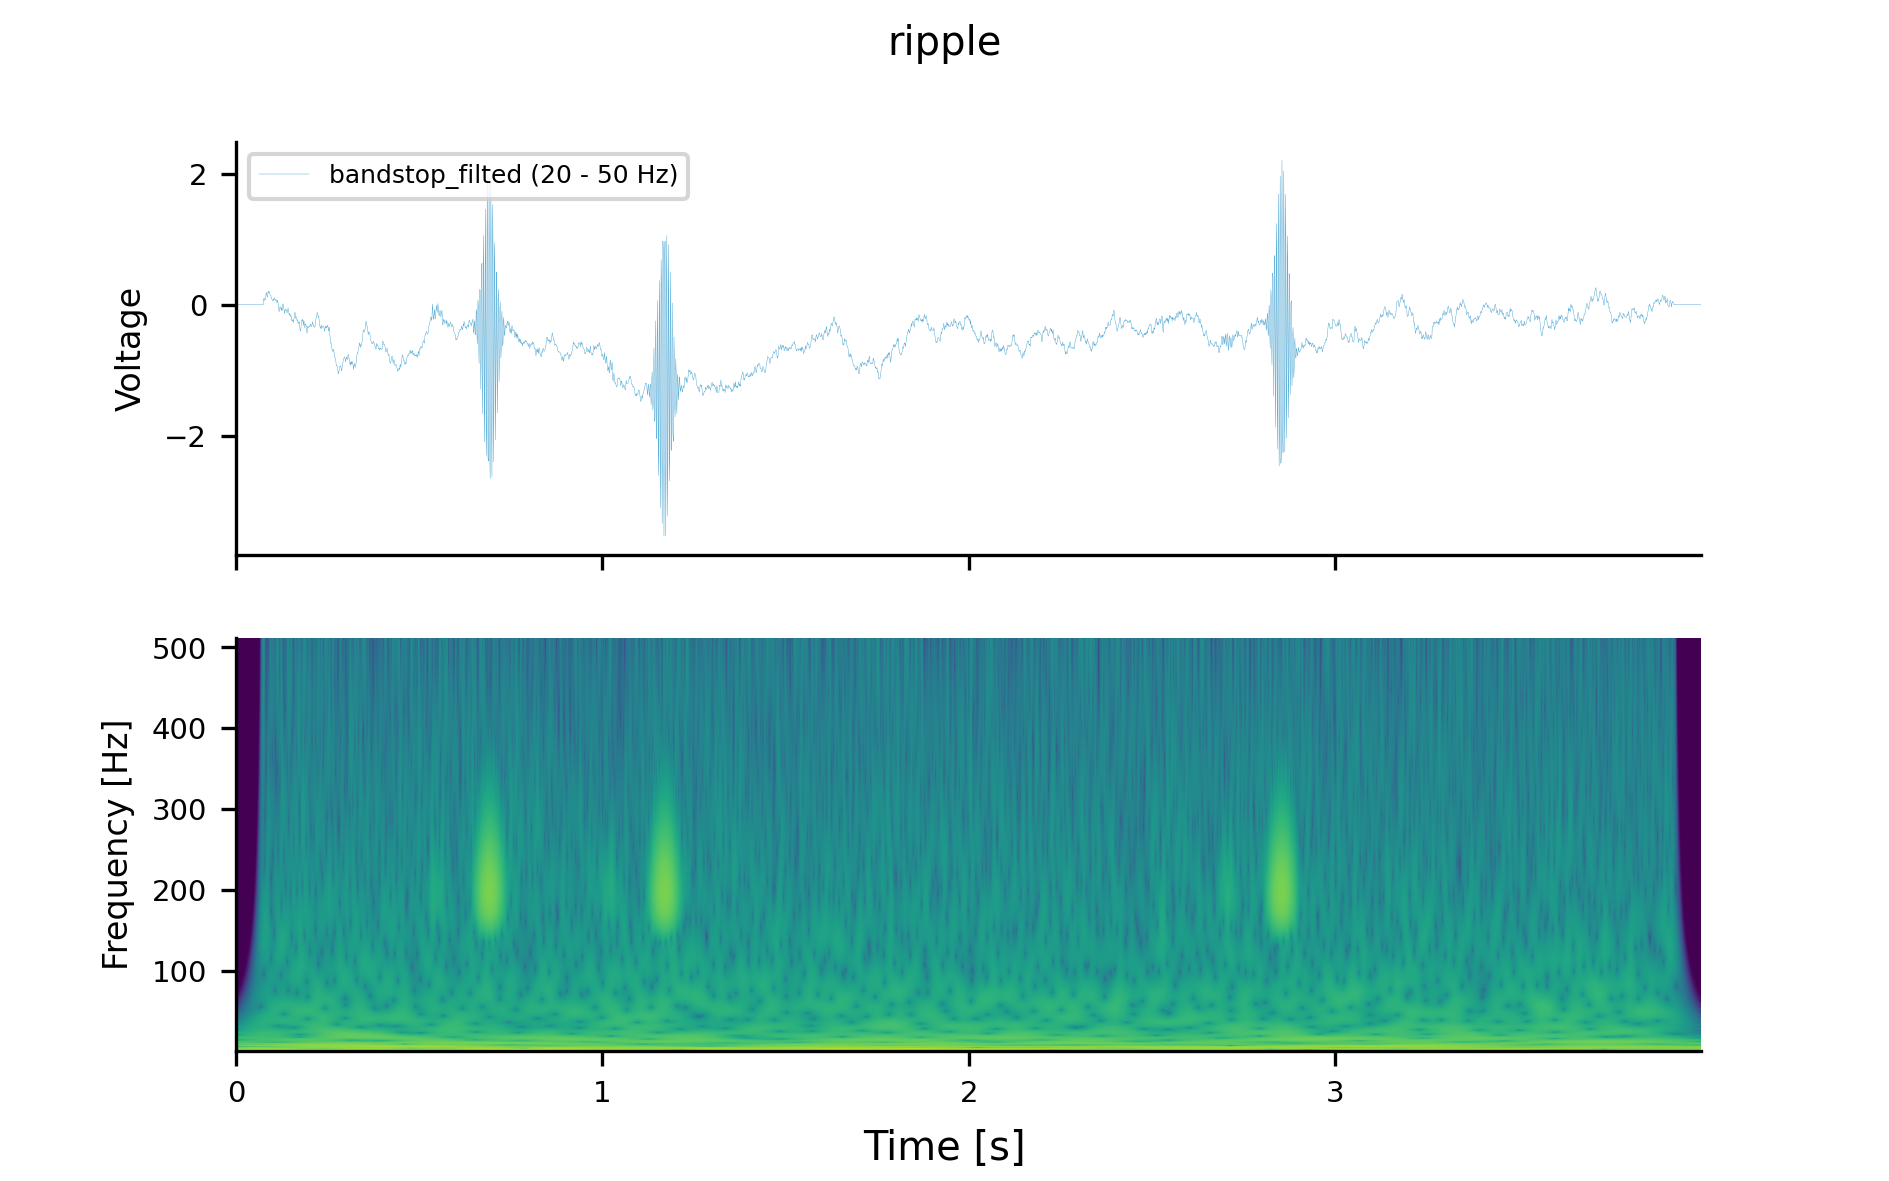 ripple
bandstop_filted (20 - 50 Hz)
2
0
−2
Voltage
500
400
300
200
100
Frequency [Hz]
0 1 2 3
Time [s]